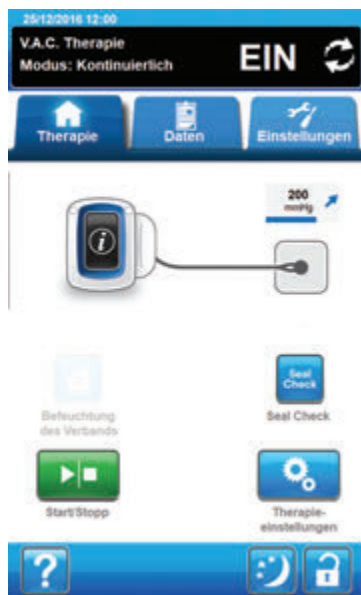 25/12/2016 12:00
V.A.C. Therapie
Modus: Kontinuierlich
EIN
Therapie
Daten
Einstellungen
200
mmHg
i
Befeuchtung
des Verbands
Seal
Check
Seal Check
Start/Stopp
Therapie-
einstellungen
?